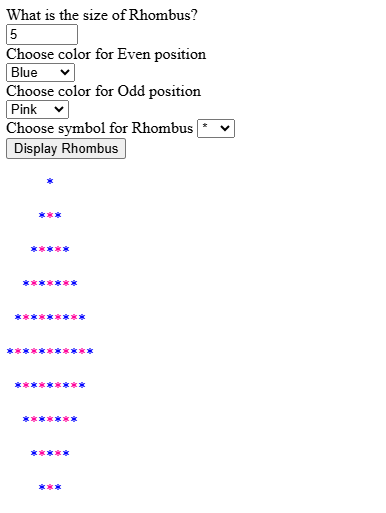 What is the size of Rhombus?
5
Choose color for Even position
Blue
Choose color for Odd position
Pink
Choose symbol for Rhombus *
Display Rhombus
*
***
*****
*******
*********
***********
*********
*******
*****
***